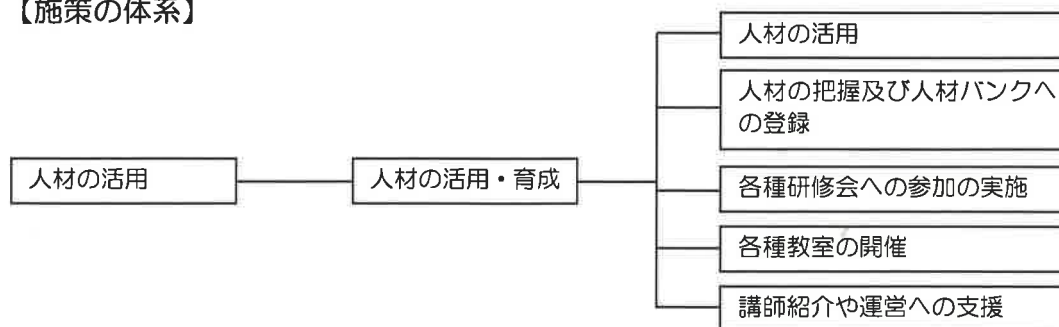 【施策の体系】
人材の活用
人材の活用・育成
人材の活用
人材の把握及び人材バンクへ
の登録
各種研修会への参加の実施
各種教室の開催
講師紹介や運営への支援